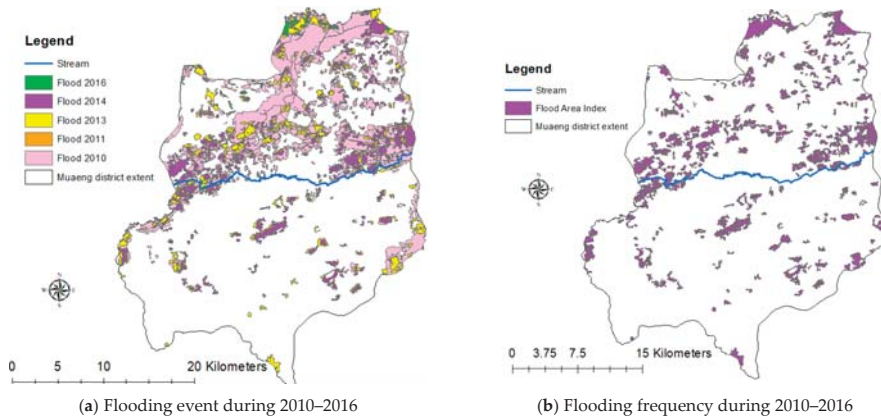 Legend
Stream
Flood 2016
Flood 2014
Flood 2013
Flood 2011
Flood 2010
Muaeng district extent
0 5 10 20 Kilometers
(a) Flooding event during 2010–2016
Legend
Stream
Flood Area Index
Muaeng district extent
0 3.75 7.5 15 Kilometers
(b) Flooding frequency during 2010–2016